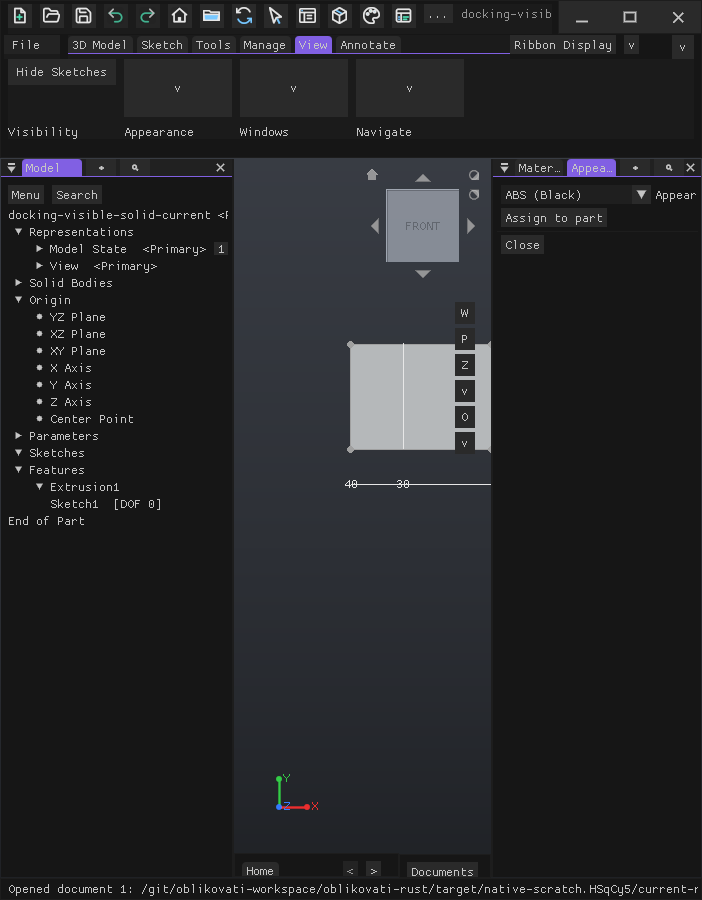 ... docking-visib
File 3D Model Sketch Tools Manage View Annotate Ribbon Display v v
Hide Sketches v v v
Visibility Appearance Windows Navigate
Model
Mater... Appea...
Menu Search
ABS (Black) Appear
Assign to part
Close
docking-visible-solid-current <F
Representations
Model State <Primary> 1
View <Primary>
Solid Bodies
Origin
YZ Plane
XZ Plane
XY Plane
X Axis
Y Axis
Z Axis
Center Point
Parameters
Sketches
Features
Extrusion1
Sketch1 [DOF 0]
End of Part
FRONT
W
P
Z
v
O
v
40 30
Y
Z X
Home < > Documents
Opened document 1: /git/oblikovati-workspace/oblikovati-rust/target/native-scratch.HSqCy5/current-r